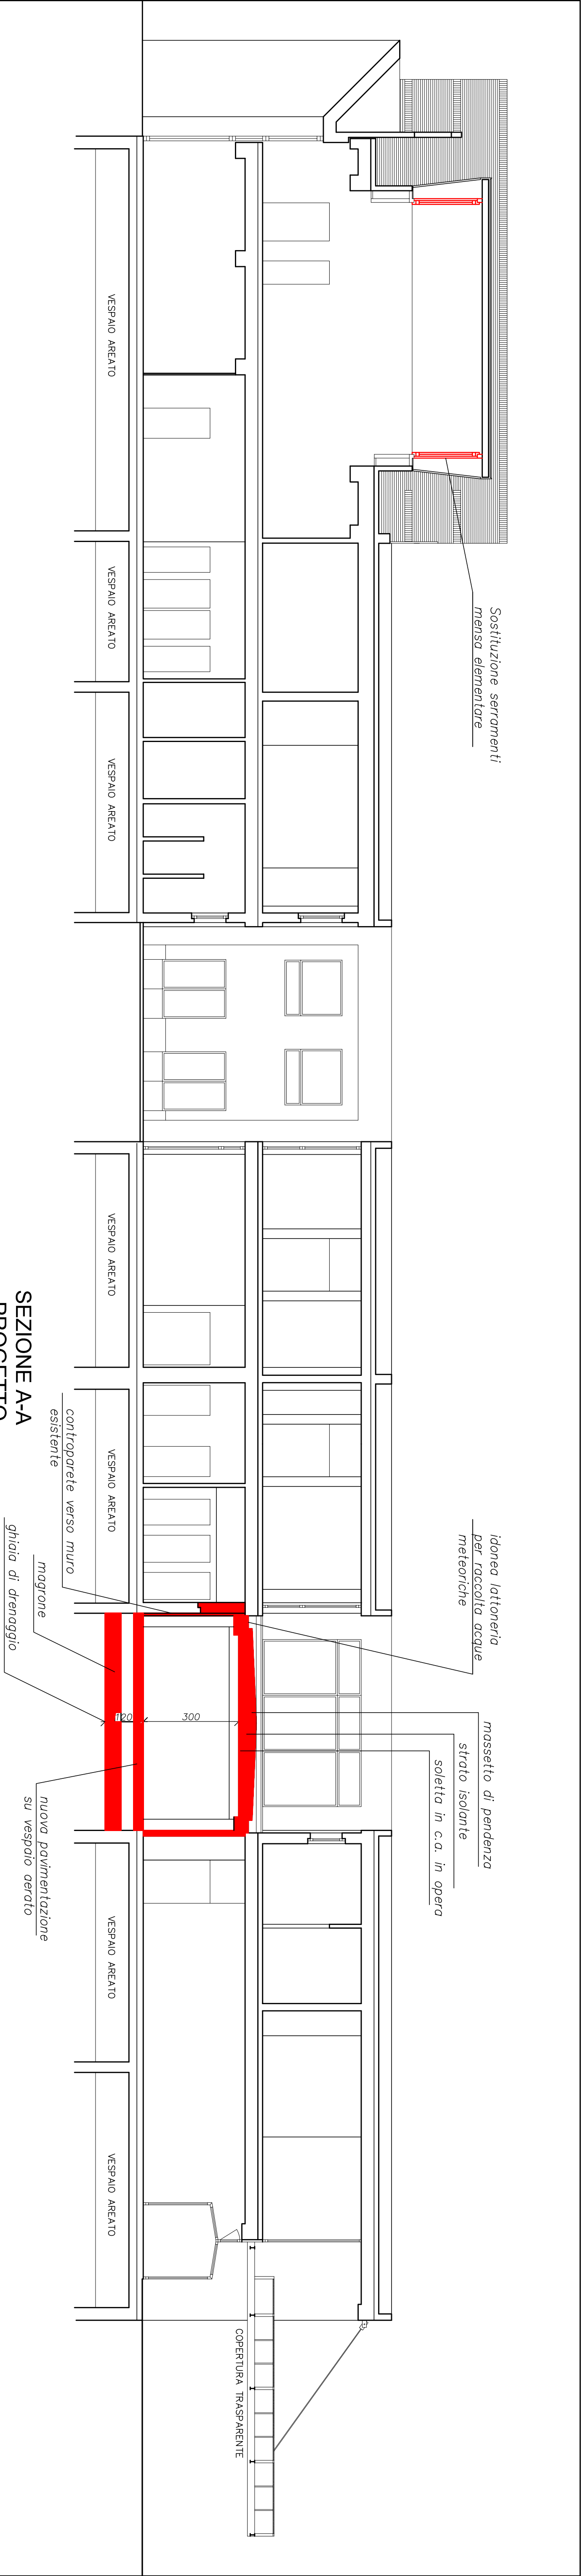 Sostituzione serramenti
mensa elementare
idonea lattoneria
per raccolta acque
meteoriche
massetto di pendenza
strato isolante
soletta in c.a. in opera
COPERTURA TRASPARENTE
300
120
VESPAIO AREATO
VESPAIO AREATO
VESPAIO AREATO
VESPAIO AREATO
VESPAIO AREATO
VESPAIO AREATO
VESPAIO AREATO
controparete verso muro
esistente
magrone
ghiaia di drenaggio
nuova pavimentazione
su vespaio aerato
SEZIONE A-A
PROGETTO